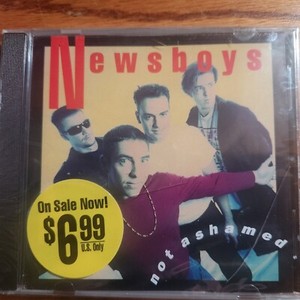 Newsboys
On Sale Now!
$6.99
U.S. Only
not ashamed